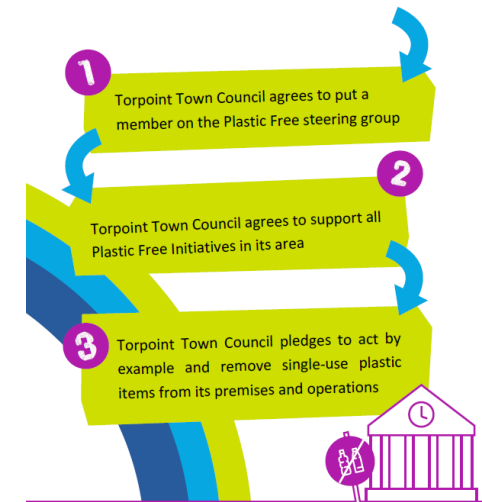 1
Torpoint Town Council agrees to put a
member on the Plastic Free steering group
2
Torpoint Town Council agrees to support all
Plastic Free Initiatives in its area
3
Torpoint Town Council pledges to act by
example and remove single-use plastic
items from its premises and operations